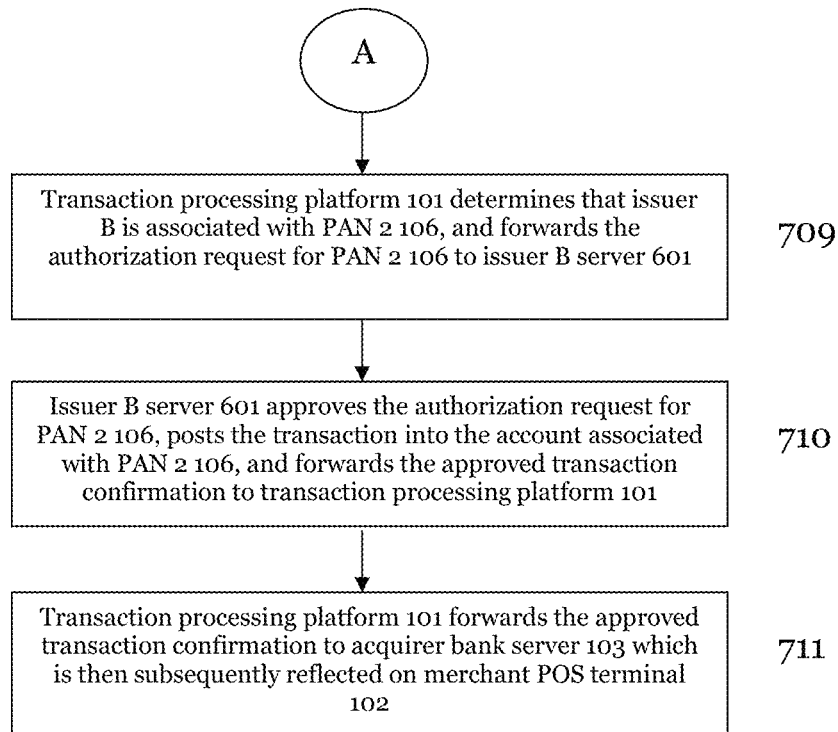 A
Transaction processing platform 101 determines that issuer
B is associated with PAN 2 106, and forwards the
authorization request for PAN 2 106 to issuer B server 601
709
Issuer B server 601 approves the authorization request for
PAN 2 106, posts the transaction into the account associated
with PAN 2 106, and forwards the approved transaction
confirmation to transaction processing platform 101
710
Transaction processing platform 101 forwards the approved
transaction confirmation to acquirer bank server 103 which
is then subsequently reflected on merchant POS terminal
102
711